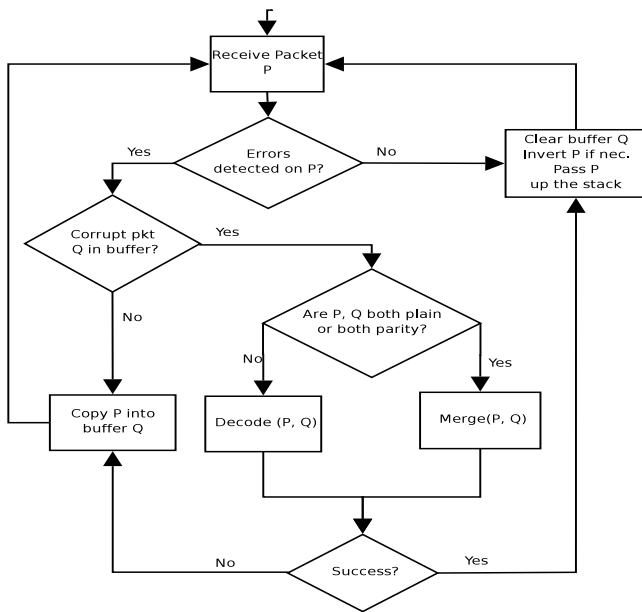 Receive Packet
P
Errors
detected on P?
Yes
No
Clear buffer Q
Invert P if nec.
Pass P
up the stack
Corrupt pkt
Q in buffer?
Yes
No
Are P, Q both plain
or both parity?
No
Yes
Copy P into
buffer Q
Decode (P, Q)
Merge(P, Q)
Success?
No
Yes